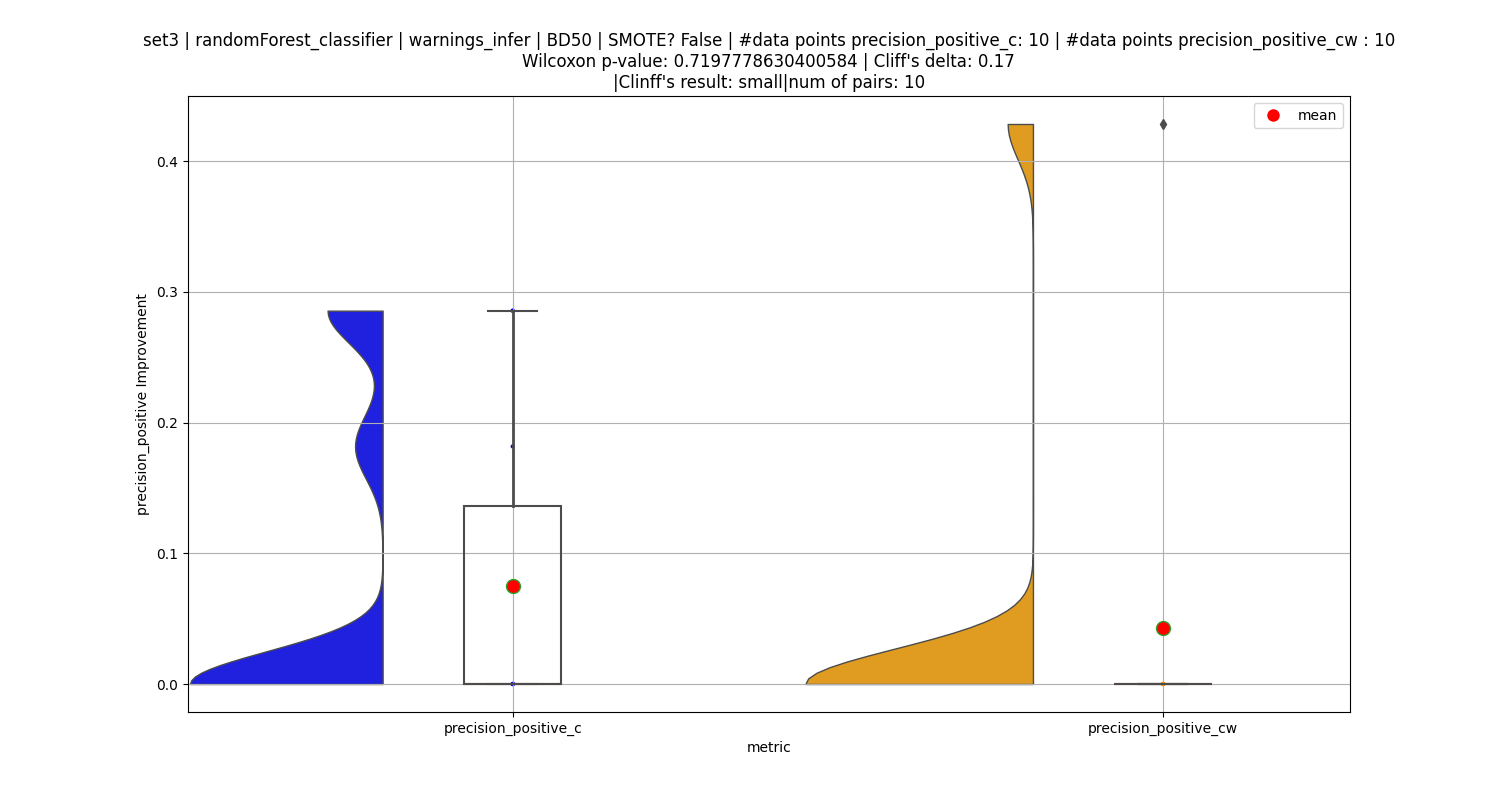 set3 | randomForest_classifier | warnings_infer | BD50 | SMOTE? False | #data points precision_positive_c: 10 | #data points precision_positive_cw : 10
Wilcoxon p-value: 0.7197778630400584 | Cliff's delta: 0.17
|Clinff's result: small|num of pairs: 10
mean
precision_positive Improvement
0.4
0.3
0.2
0.1
0.0
precision_positive_c
precision_positive_cw
metric